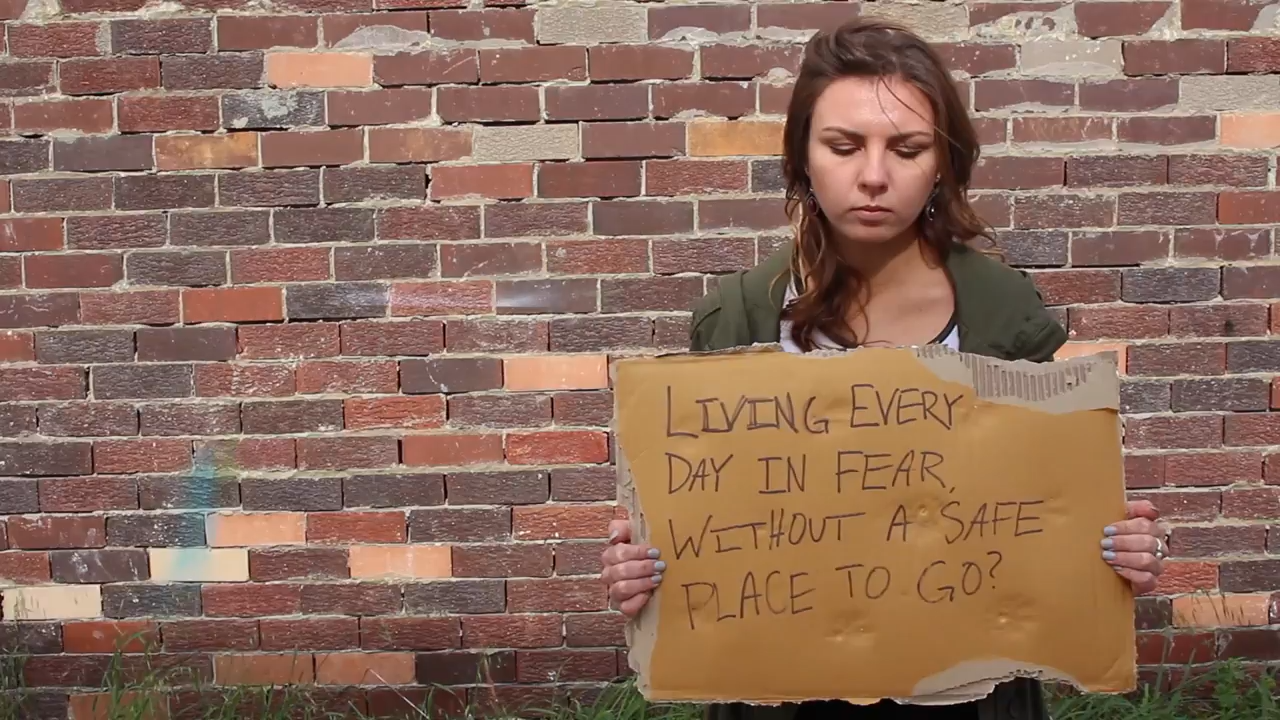 LIVING EVERY
DAY IN FEAR,
WITHOUT A SAFE
PLACE TO GO?